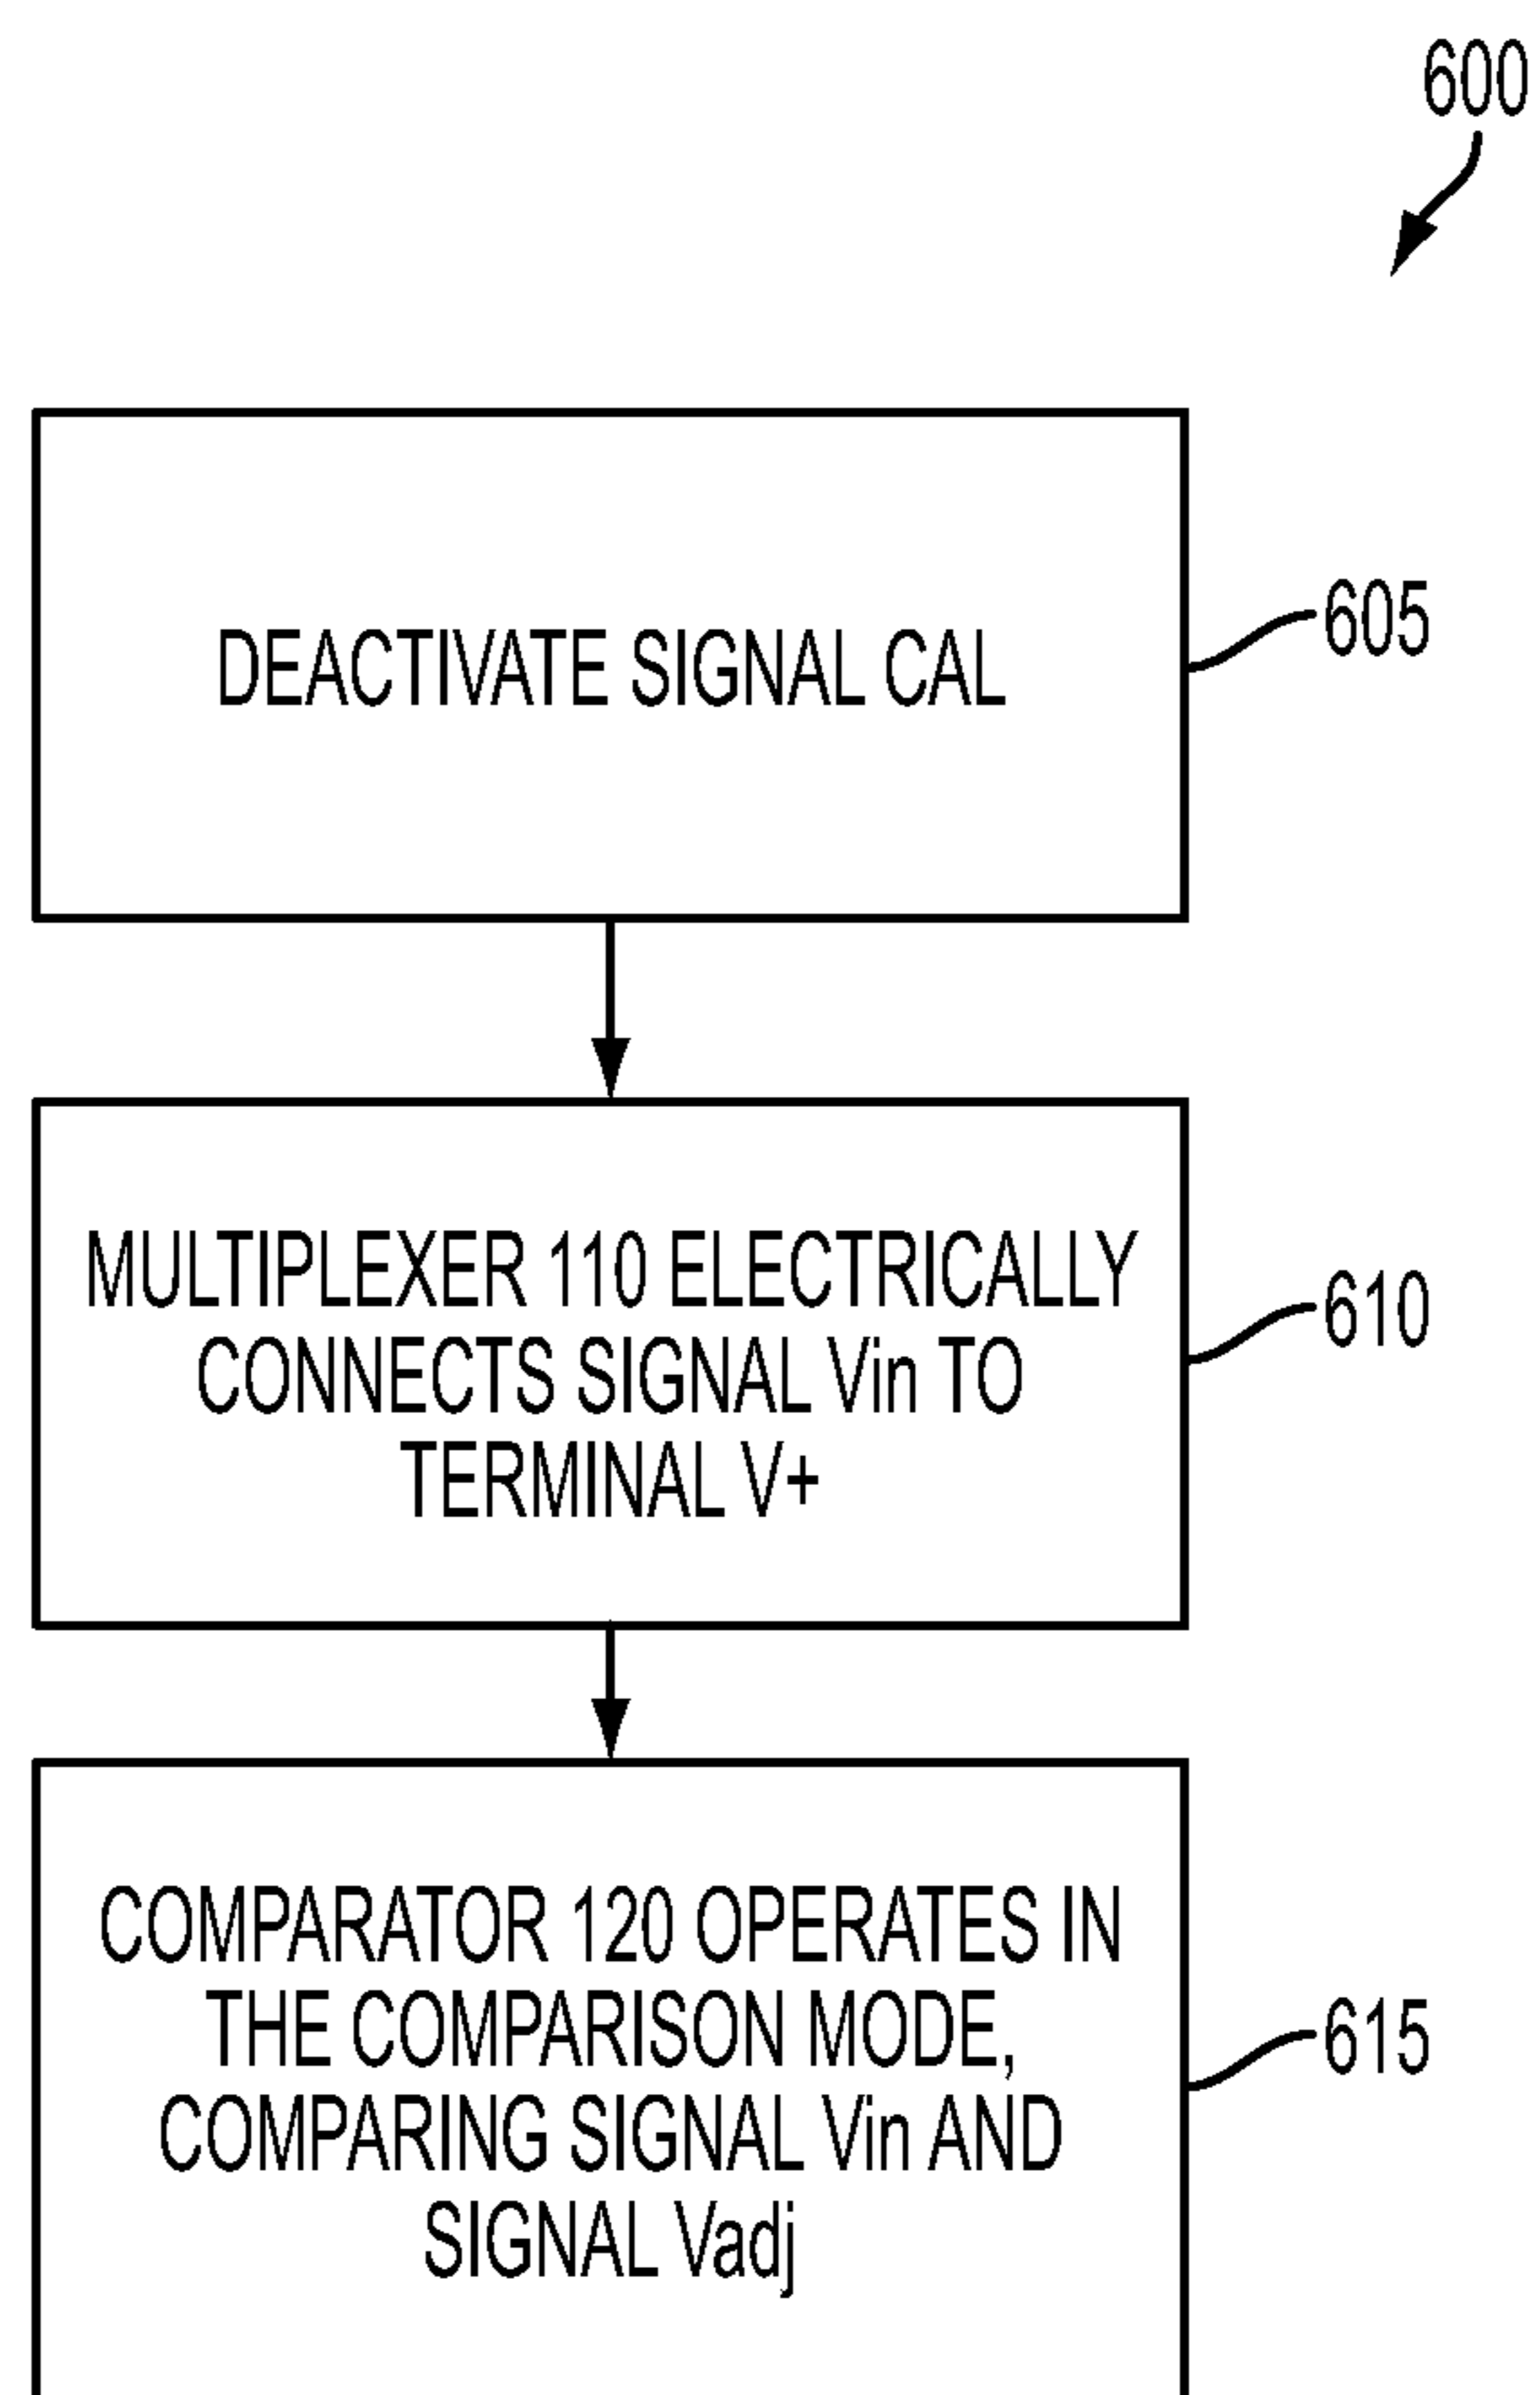 600
DEACTIVATE SIGNAL CAL
605
MULTIPLEXER 110 ELECTRICALLY
CONNECTS SIGNAL Vin TO
TERMINAL V+
610
COMPARATOR 120 OPERATES IN
THE COMPARISON MODE,
COMPARING SIGNAL Vin AND
SIGNAL Vadj
615